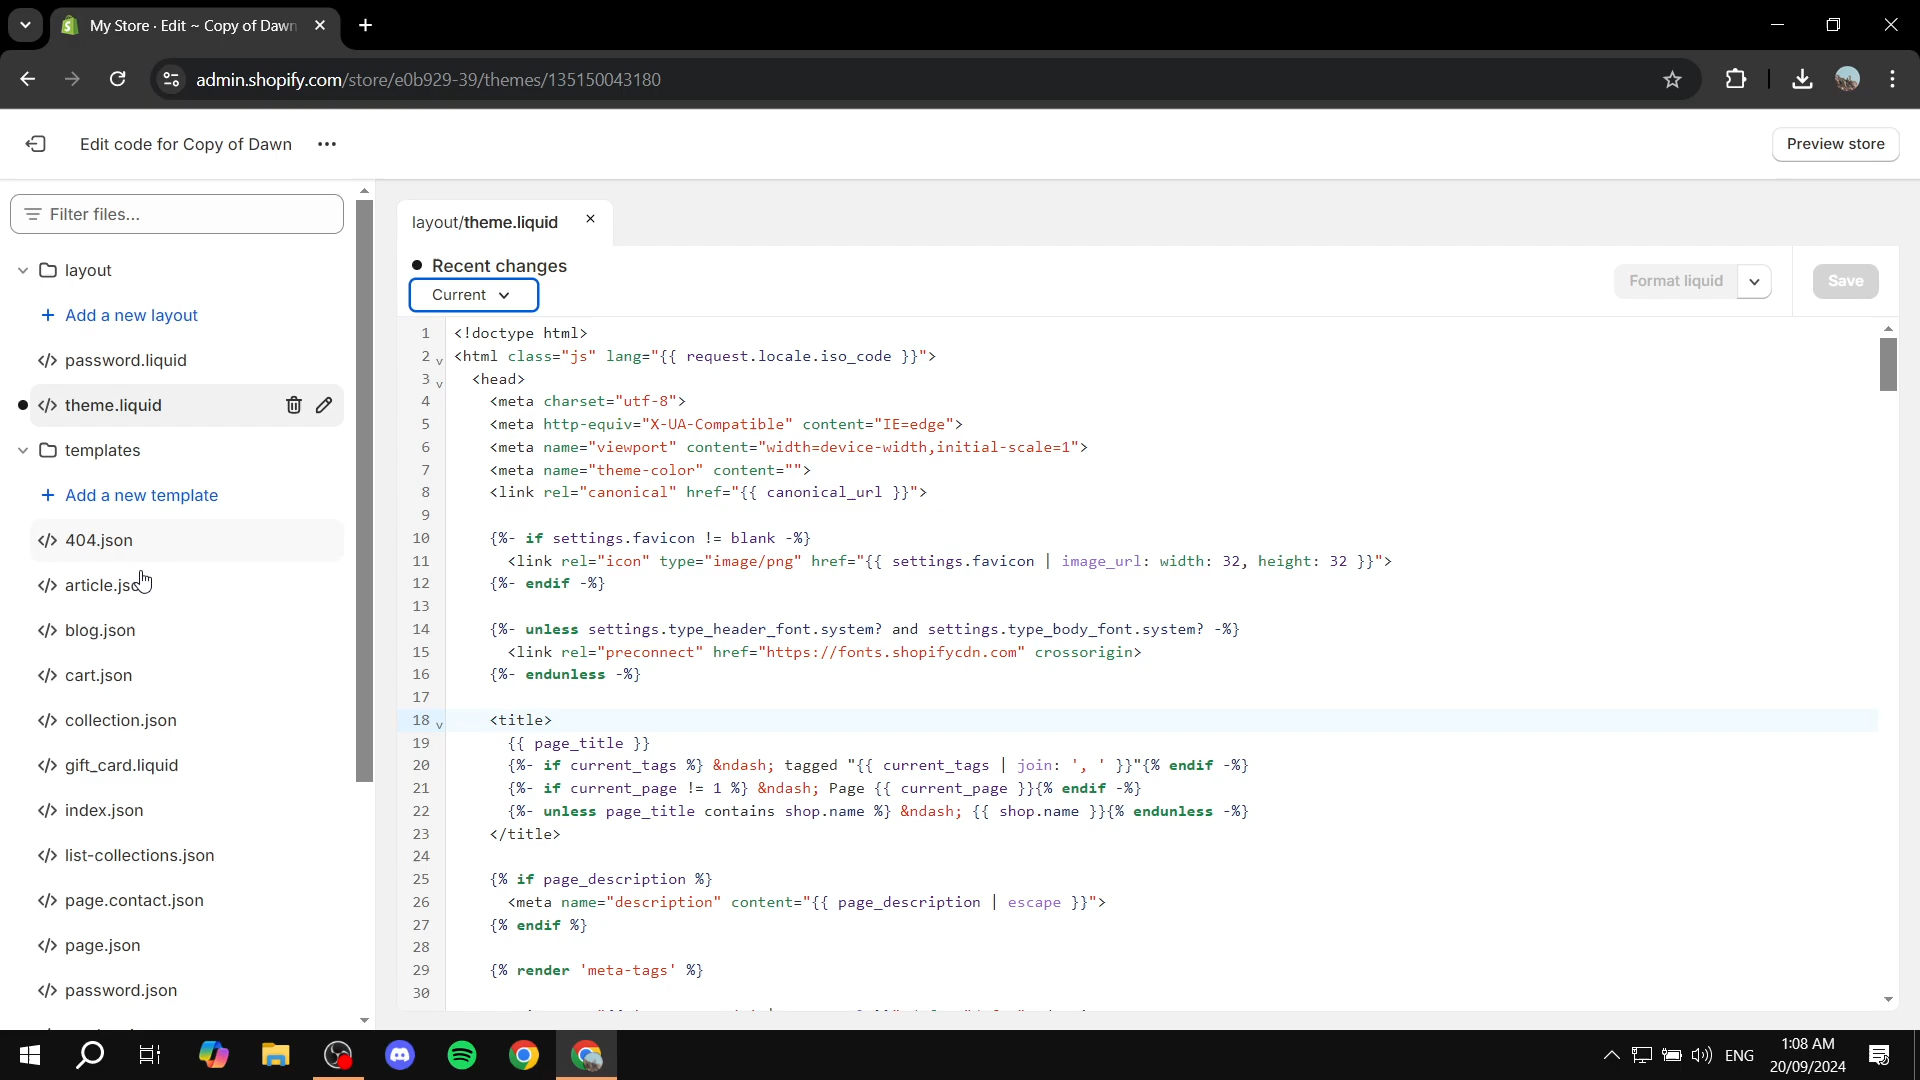 My Store · Edit ~ Copy of Dawn
admin.shopify.com/store/e0b929-39/themes/135150043180
Edit code for Copy of Dawn
Preview store
Filter files...
layout
Add a new layout
password.liquid
theme.liquid
templates
Add a new template
404.json
article.js
blog.json
cart.json
collection.json
gift_card.liquid
index.json
list-collections.json
page.contact.json
page.json
password.json
layout/theme.liquid
Recent changes
Current
Format liquid
Save
1 <!doctype html>
2 <html class="js" lang="{{ request.locale.iso_code }}">
3 <head>
4 <meta charset="utf-8">
5 <meta http-equiv="X-UA-Compatible" content="IE=edge">
6 <meta name="viewport" content="width=device-width,initial-scale=1">
7 <meta name="theme-color" content="">
8 <link rel="canonical" href="{{ canonical_url }}">
9
10 {%- if settings.favicon != blank -%}
11 <link rel="icon" type="image/png" href="{{ settings.favicon | image_url: width: 32, height: 32 }}">
12 {%- endif -%}
13
14 {%- unless settings.type_header_font.system? and settings.type_body_font.system? -%}
15 <link rel="preconnect" href="https://fonts.shopifycdn.com" crossorigin>
16 {%- endunless -%}
17
18 <title>
19 {{ page_title }}
20 {%- if current_tags %} &ndash; tagged "{{ current_tags | join: ', ' }}"{% endif -%}
21 {%- if current_page != 1 %} &ndash; Page {{ current_page }}{% endif -%}
22 {%- unless page_title contains shop.name %} &ndash; {{ shop.name }}{% endunless -%}
23 </title>
24
25 {% if page_description %}
26 <meta name="description" content="{{ page_description | escape }}">
27 {% endif %}
28
29 {% render 'meta-tags' %}
30
ENG
1:08 AM
20/09/2024